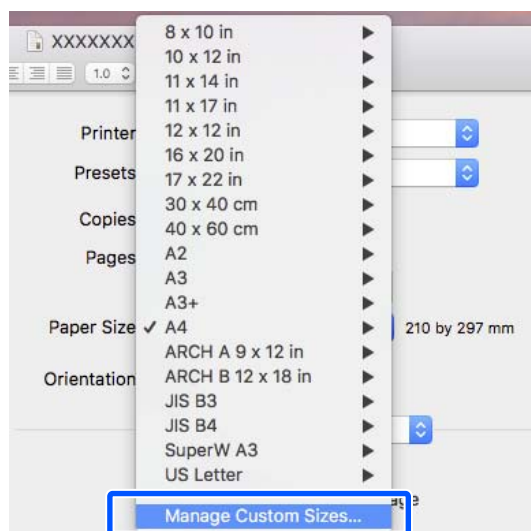 XXXXXXX
1.0
8 x 10 in
10 x 12 in
11 x 14 in
11 x 17 in
Printer
12 x 12 in
16 x 20 in
Presets
17 x 22 in
30 x 40 cm
Copies
40 x 60 cm
Pages
A2
A3
A3+
Paper Size ✓ A4 210 by 297 mm
ARCH A 9 x 12 in
Orientation
ARCH B 12 x 18 in
JIS B3
JIS B4
SuperW A3
US Letter
Manage Custom Sizes...